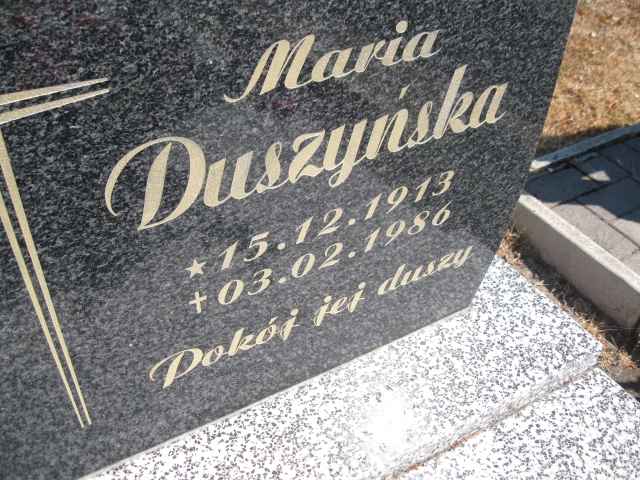 Maria
Duszyńska
★ 15.12.1913
✝ 03.02.1986
Pokój jej duszy